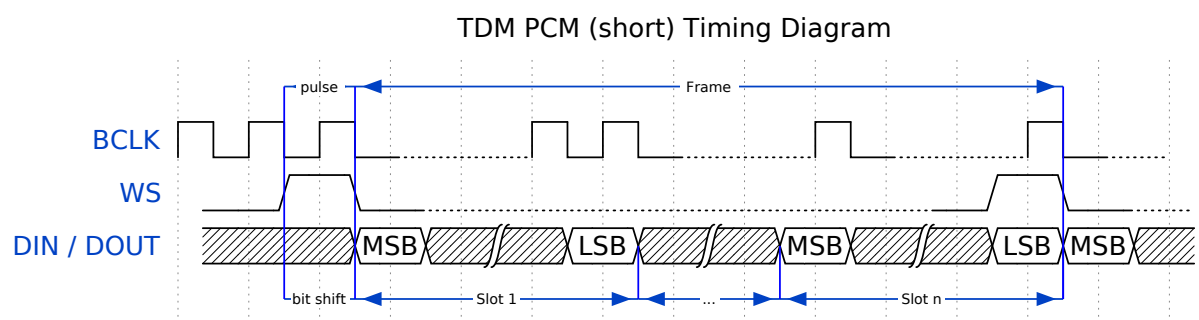 TDM PCM (short) Timing Diagram
pulse
Frame
BCLK
WS
DIN / DOUT
MSB
LSB
MSB
LSB
MSB
bit shift
Slot 1
...
Slot n